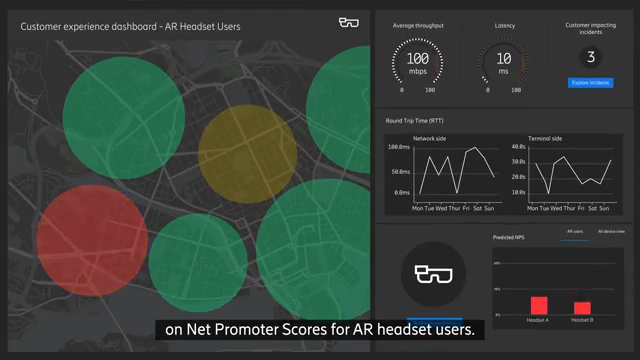 Customer experience dashboard - AR Headset Users
Average throughput
100
mbps
0 100
Latency
10
ms
0 100
Customer impacting
incidents
3
Explore incidents
Round Trip Time (RTT)
Network side
100.0ms
50.0ms
0.0ms
Mon Tue Wed Thur Fri Sat Sun
Terminal side
40.0s
30.0s
20.0s
10.0s
Mon Tue Wed Thur Fri Sat Sun
Predicted NPS
AR users
All device view
Headset A
Headset B
on Net Promoter Scores for AR headset users.